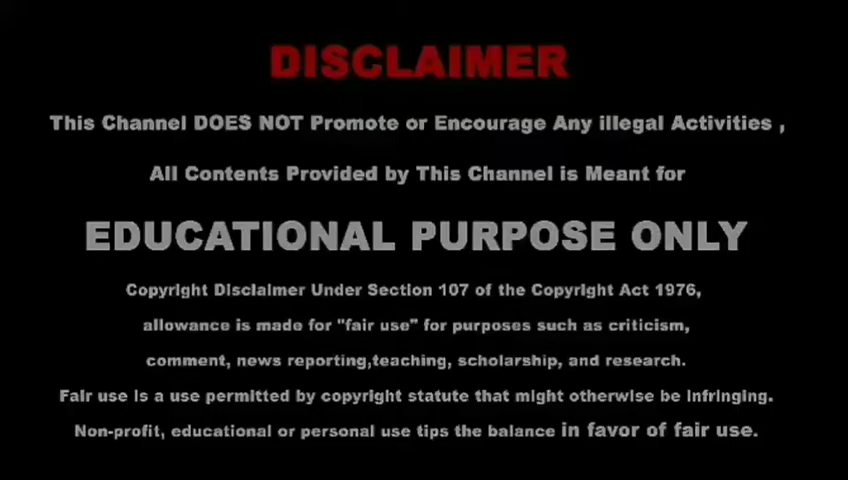 DISCLAIMER
This Channel DOES NOT Promote or Encourage Any illegal Activities ,
All Contents Provided by This Channel is Meant for
EDUCATIONAL PURPOSE ONLY
Copyright Disclaimer Under Section 107 of the Copyright Act 1976,
allowance is made for "fair use" for purposes such as criticism,
comment, news reporting,teaching, scholarship, and research.
Fair use is a use permitted by copyright statute that might otherwise be infringing.
Non-profit, educational or personal use tips the balance in favor of fair use.